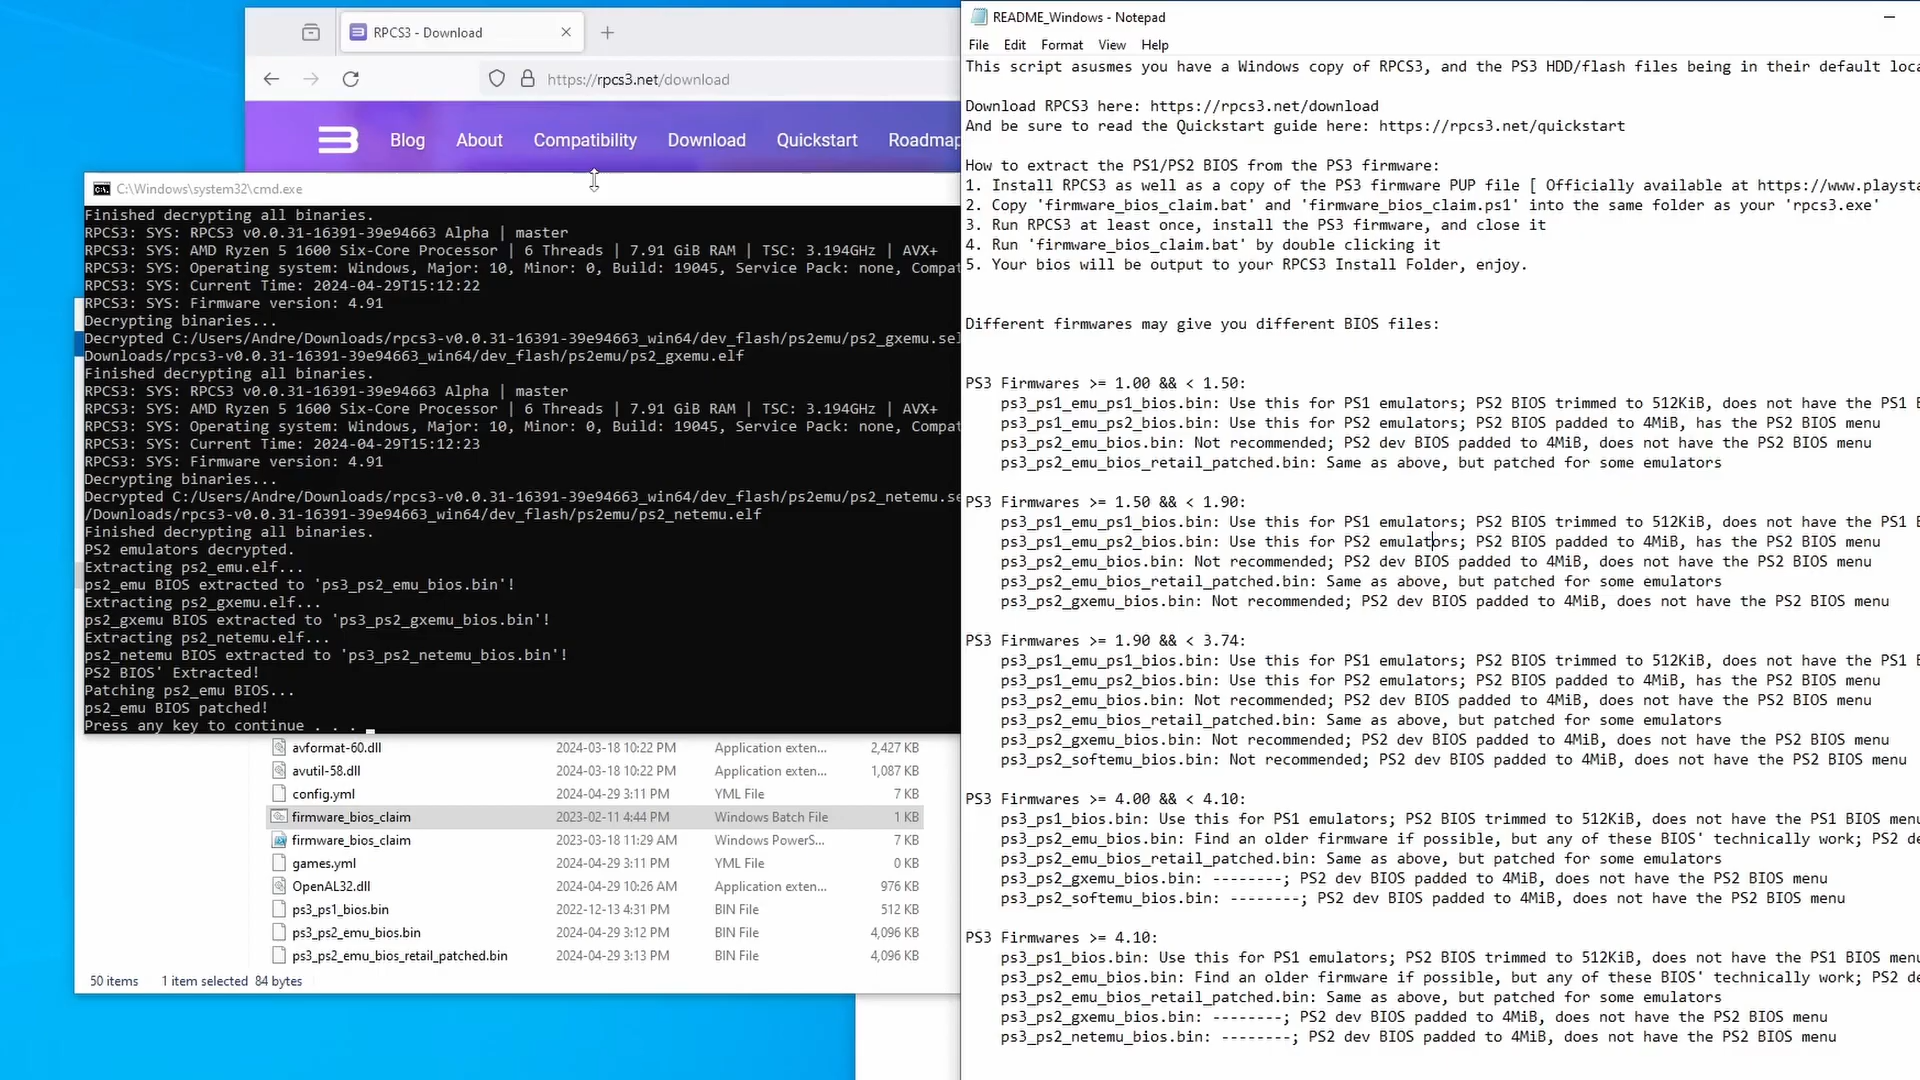 RPCS3 - Download
https://rpcs3.net/download
Blog About Compatibility Download Quickstart Roadmap
C:\Windows\system32\cmd.exe
Finished decrypting all binaries.
RPCS3: SYS: RPCS3 v0.0.31-16391-39e94663 Alpha | master
RPCS3: SYS: AMD Ryzen 5 1600 Six-Core Processor | 6 Threads | 7.91 GiB RAM | TSC: 3.194GHz | AVX+
RPCS3: SYS: Operating system: Windows, Major: 10, Minor: 0, Build: 19045, Service Pack: none, Compat
RPCS3: SYS: Current Time: 2024-04-29T15:12:22
RPCS3: SYS: Firmware version: 4.91
Decrypting binaries...
Decrypted C:/Users/Andre/Downloads/rpcs3-v0.0.31-16391-39e94663_win64/dev_flash/ps2emu/ps2_gxemu.sel
Downloads/rpcs3-v0.0.31-16391-39e94663_win64/dev_flash/ps2emu/ps2_gxemu.elf
Finished decrypting all binaries.
RPCS3: SYS: RPCS3 v0.0.31-16391-39e94663 Alpha | master
RPCS3: SYS: AMD Ryzen 5 1600 Six-Core Processor | 6 Threads | 7.91 GiB RAM | TSC: 3.194GHz | AVX+
RPCS3: SYS: Operating system: Windows, Major: 10, Minor: 0, Build: 19045, Service Pack: none, Compat
RPCS3: SYS: Current Time: 2024-04-29T15:12:23
RPCS3: SYS: Firmware version: 4.91
Decrypting binaries...
Decrypted C:/Users/Andre/Downloads/rpcs3-v0.0.31-16391-39e94663_win64/dev_flash/ps2emu/ps2_netemu.se
/Downloads/rpcs3-v0.0.31-16391-39e94663_win64/dev_flash/ps2emu/ps2_netemu.elf
Finished decrypting all binaries.
PS2 emulators decrypted.
Extracting ps2_emu.elf...
ps2_emu BIOS extracted to 'ps3_ps2_emu_bios.bin'!
Extracting ps2_gxemu.elf...
ps2_gxemu BIOS extracted to 'ps3_ps2_gxemu_bios.bin'!
Extracting ps2_netemu.elf...
ps2_netemu BIOS extracted to 'ps3_ps2_netemu_bios.bin'!
PS2 BIOS' Extracted!
Patching ps2_emu BIOS...
ps2_emu BIOS patched!
Press any key to continue . . .
avformat-60.dll 2024-03-18 10:22 PM Application exten... 2,427 KB
avutil-58.dll 2024-03-18 10:22 PM Application exten... 1,087 KB
config.yml 2024-04-29 3:11 PM YML File 7 KB
firmware_bios_claim 2023-02-11 4:44 PM Windows Batch File 1 KB
firmware_bios_claim 2023-03-18 11:29 AM Windows PowerS... 7 KB
games.yml 2024-04-29 3:11 PM YML File 0 KB
OpenAL32.dll 2024-04-29 10:26 AM Application exten... 976 KB
ps3_ps1_bios.bin 2022-12-13 4:31 PM BIN File 512 KB
ps3_ps2_emu_bios.bin 2024-04-29 3:12 PM BIN File 4,096 KB
ps3_ps2_emu_bios_retail_patched.bin 2024-04-29 3:13 PM BIN File 4,096 KB
50 items 1 item selected 84 bytes
README_Windows - Notepad
File Edit Format View Help
This script asusmes you have a Windows copy of RPCS3, and the PS3 HDD/flash files being in their default loca
Download RPCS3 here: https://rpcs3.net/download
And be sure to read the Quickstart guide here: https://rpcs3.net/quickstart
How to extract the PS1/PS2 BIOS from the PS3 firmware:
1. Install RPCS3 as well as a copy of the PS3 firmware PUP file [ Officially available at https://www.playsta
2. Copy 'firmware_bios_claim.bat' and 'firmware_bios_claim.ps1' into the same folder as your 'rpcs3.exe'
3. Run RPCS3 at least once, install the PS3 firmware, and close it
4. Run 'firmware_bios_claim.bat' by double clicking it
5. Your bios will be output to your RPCS3 Install Folder, enjoy.
Different firmwares may give you different BIOS files:
PS3 Firmwares >= 1.00 && < 1.50:
ps3_ps1_emu_ps1_bios.bin: Use this for PS1 emulators; PS2 BIOS trimmed to 512KiB, does not have the PS1 B
ps3_ps1_emu_ps2_bios.bin: Use this for PS2 emulators; PS2 BIOS padded to 4MiB, has the PS2 BIOS menu
ps3_ps2_emu_bios.bin: Not recommended; PS2 dev BIOS padded to 4MiB, does not have the PS2 BIOS menu
ps3_ps2_emu_bios_retail_patched.bin: Same as above, but patched for some emulators
PS3 Firmwares >= 1.50 && < 1.90:
ps3_ps1_emu_ps1_bios.bin: Use this for PS1 emulators; PS2 BIOS trimmed to 512KiB, does not have the PS1 B
ps3_ps1_emu_ps2_bios.bin: Use this for PS2 emulators; PS2 BIOS padded to 4MiB, has the PS2 BIOS menu
ps3_ps2_emu_bios.bin: Not recommended; PS2 dev BIOS padded to 4MiB, does not have the PS2 BIOS menu
ps3_ps2_emu_bios_retail_patched.bin: Same as above, but patched for some emulators
ps3_ps2_gxemu_bios.bin: Not recommended; PS2 dev BIOS padded to 4MiB, does not have the PS2 BIOS menu
PS3 Firmwares >= 1.90 && < 3.74:
ps3_ps1_emu_ps1_bios.bin: Use this for PS1 emulators; PS2 BIOS trimmed to 512KiB, does not have the PS1 B
ps3_ps1_emu_ps2_bios.bin: Use this for PS2 emulators; PS2 BIOS padded to 4MiB, has the PS2 BIOS menu
ps3_ps2_emu_bios.bin: Not recommended; PS2 dev BIOS padded to 4MiB, does not have the PS2 BIOS menu
ps3_ps2_emu_bios_retail_patched.bin: Same as above, but patched for some emulators
ps3_ps2_gxemu_bios.bin: Not recommended; PS2 dev BIOS padded to 4MiB, does not have the PS2 BIOS menu
ps3_ps2_softemu_bios.bin: Not recommended; PS2 dev BIOS padded to 4MiB, does not have the PS2 BIOS menu
PS3 Firmwares >= 4.00 && < 4.10:
ps3_ps1_bios.bin: Use this for PS1 emulators; PS2 BIOS trimmed to 512KiB, does not have the PS1 BIOS menu
ps3_ps2_emu_bios.bin: Find an older firmware if possible, but any of these BIOS' technically work; PS2 de
ps3_ps2_emu_bios_retail_patched.bin: Same as above, but patched for some emulators
ps3_ps2_gxemu_bios.bin: --------; PS2 dev BIOS padded to 4MiB, does not have the PS2 BIOS menu
ps3_ps2_softemu_bios.bin: --------; PS2 dev BIOS padded to 4MiB, does not have the PS2 BIOS menu
PS3 Firmwares >= 4.10:
ps3_ps1_bios.bin: Use this for PS1 emulators; PS2 BIOS trimmed to 512KiB, does not have the PS1 BIOS menu
ps3_ps2_emu_bios.bin: Find an older firmware if possible, but any of these BIOS' technically work; PS2 de
ps3_ps2_emu_bios_retail_patched.bin: Same as above, but patched for some emulators
ps3_ps2_gxemu_bios.bin: --------; PS2 dev BIOS padded to 4MiB, does not have the PS2 BIOS menu
ps3_ps2_netemu_bios.bin: --------; PS2 dev BIOS padded to 4MiB, does not have the PS2 BIOS menu